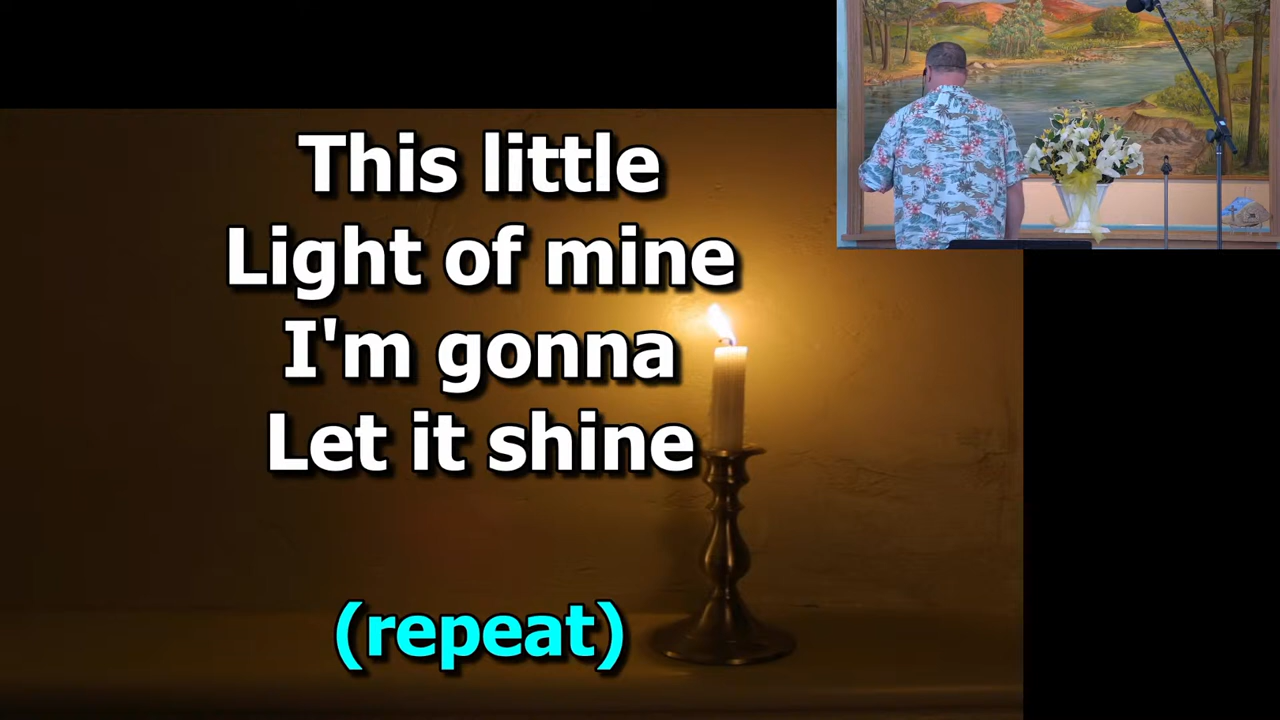 This little
Light of mine
I'm gonna
Let it shine
(repeat)